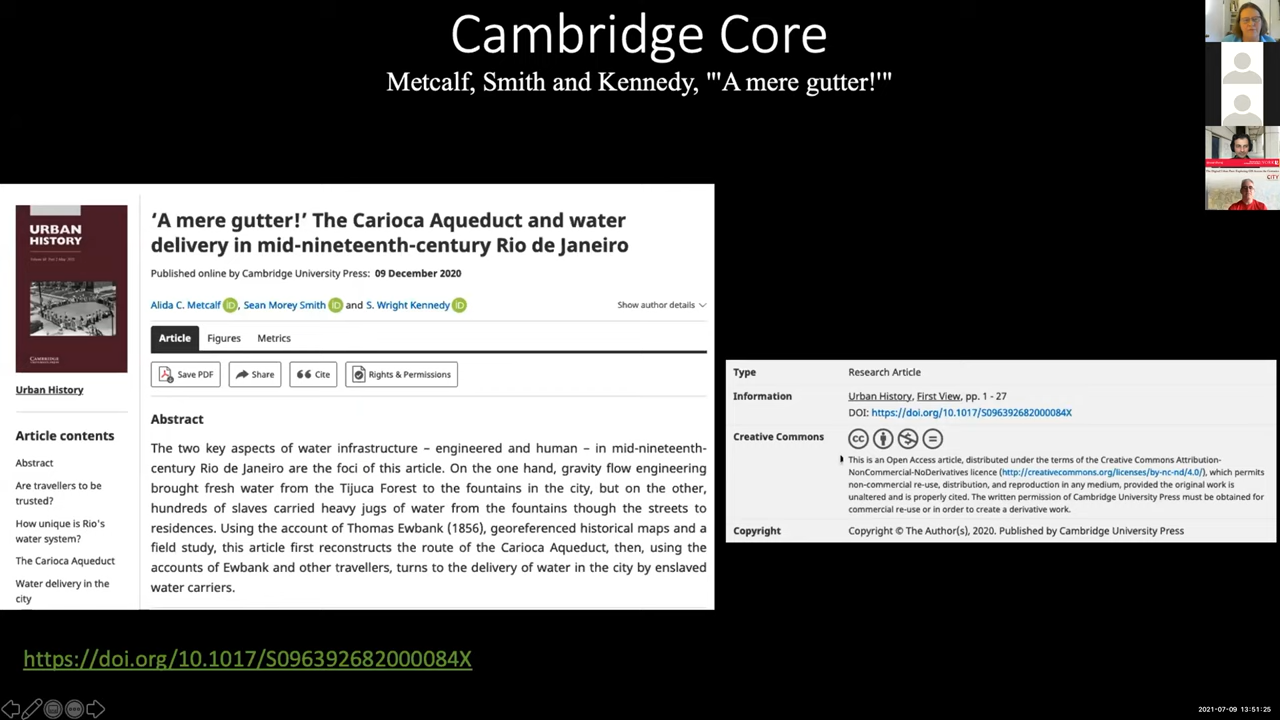 Cambridge Core
Metcalf, Smith and Kennedy, "'A mere gutter!'"
URBAN
HISTORY
CAMBRIDGE
Urban History
Article contents
Abstract
Are travellers to be
trusted?
How unique is Rio's
water system?
The Carioca Aqueduct
Water delivery in the
city
‘A mere gutter!’ The Carioca Aqueduct and water
delivery in mid-nineteenth-century Rio de Janeiro
Published online by Cambridge University Press: 09 December 2020
Alida C. Metcalf iD, Sean Morey Smith iD and S. Wright Kennedy iD
Show author details
Article Figures Metrics
Save PDF Share Cite Rights & Permissions
Abstract
The two key aspects of water infrastructure – engineered and human – in mid-nineteenth-
century Rio de Janeiro are the foci of this article. On the one hand, gravity flow engineering
brought fresh water from the Tijuca Forest to the fountains in the city, but on the other,
hundreds of slaves carried heavy jugs of water from the fountains though the streets to
residences. Using the account of Thomas Ewbank (1856), georeferenced historical maps and a
field study, this article first reconstructs the route of the Carioca Aqueduct, then, using the
accounts of Ewbank and other travellers, turns to the delivery of water in the city by enslaved
water carriers.
Type Research Article
Information Urban History, First View, pp. 1 - 27
DOI: https://doi.org/10.1017/S096392682000084X
Creative Commons
cc
This is an Open Access article, distributed under the terms of the Creative Commons Attribution-
NonCommercial-NoDerivatives licence (http://creativecommons.org/licenses/by-nc-nd/4.0/), which permits
non-commercial re-use, distribution, and reproduction in any medium, provided the original work is
unaltered and is properly cited. The written permission of Cambridge University Press must be obtained for
commercial re-use or in order to create a derivative work.
Copyright Copyright © The Author(s), 2020. Published by Cambridge University Press
https://doi.org/10.1017/S096392682000084X
CITY
2021-07-09 13:51:25